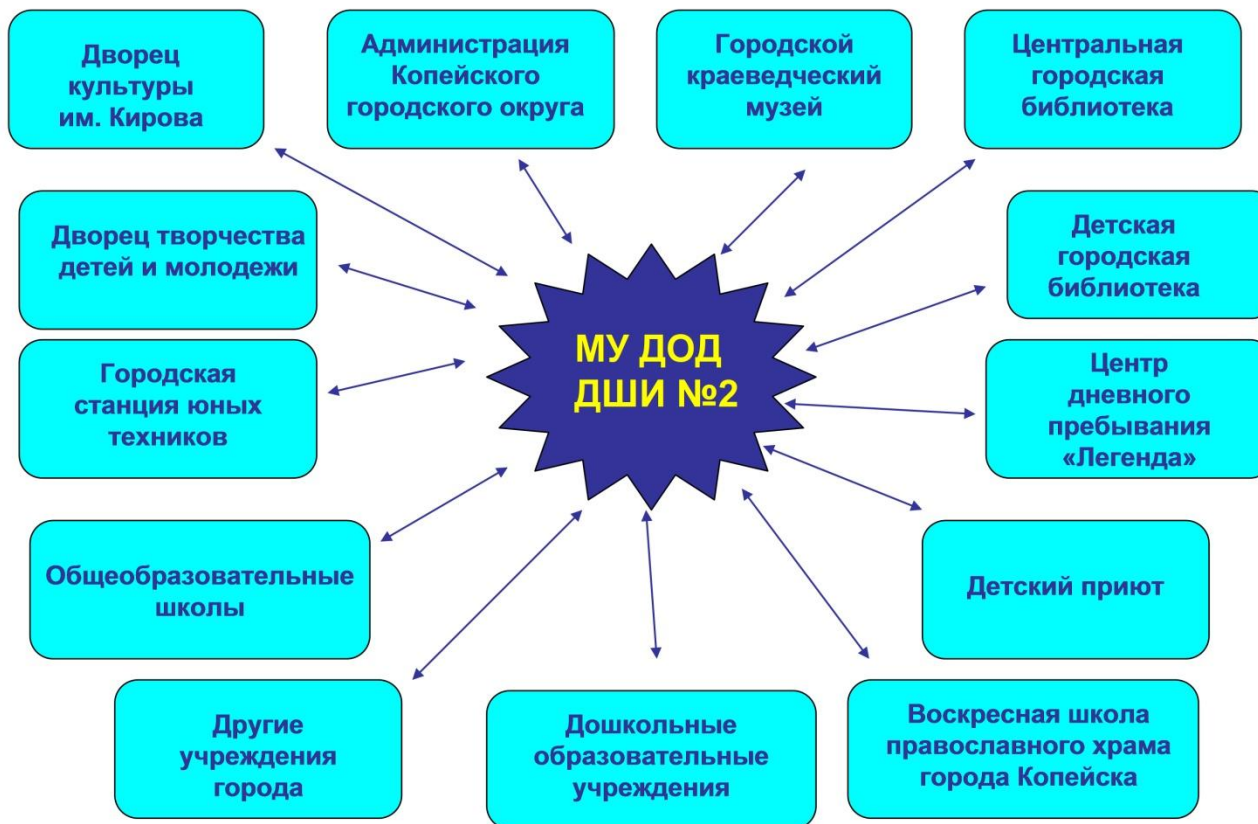 Дворец
культуры
им. Кирова
Администрация
Копейского
городского округа
Городской
краеведческий
музей
Центральная
городская
библиотека
Дворец творчества
детей и молодежи
Детская
городская
библиотека
МУ ДОД
ДШИ №2
Городская
станция юных
техников
Центр
дневного
пребывания
«Легенда»
Общеобразовательные
школы
Детский приют
Другие
учреждения
города
Дошкольные
образовательные
учреждения
Воскресная школа
православного храма
города Копейска